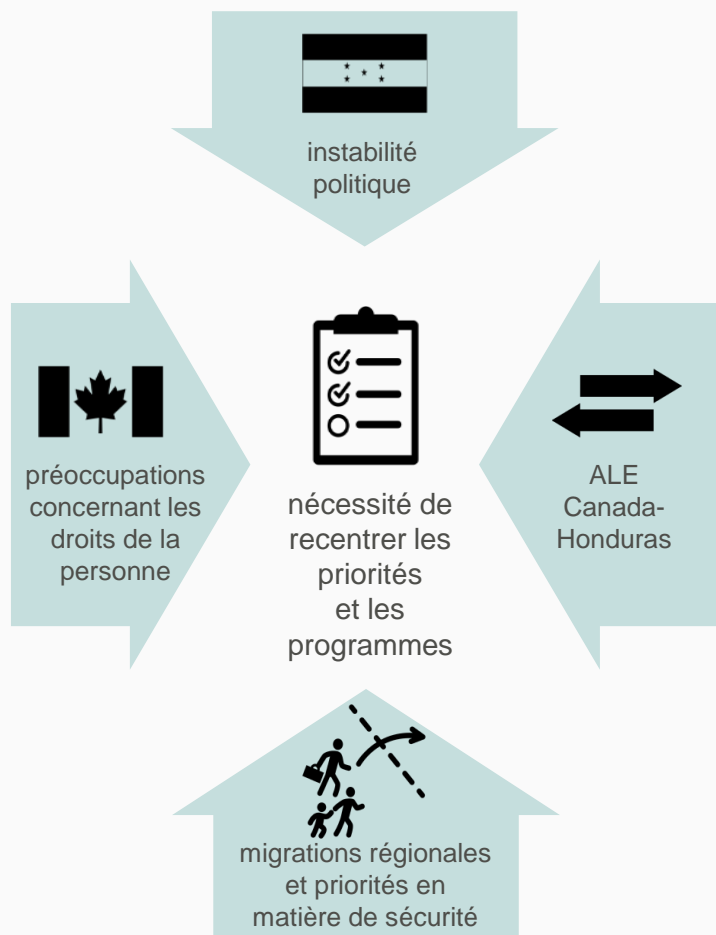 instabilité
politique
préoccupations
concernant les
droits de la
personne
nécessité de
recentrer les
priorités
et les
programmes
ALE
Canada-
Honduras
migrations régionales
et priorités en
matière de sécurité